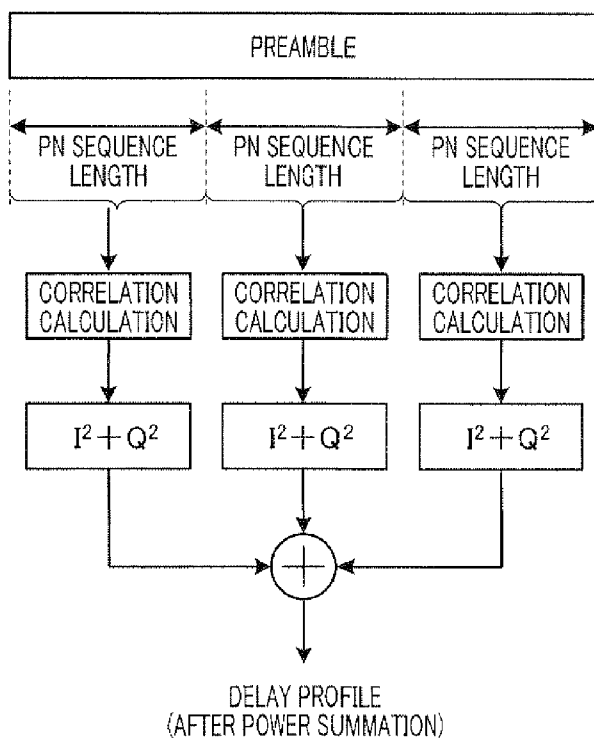 PREAMBLE
PN SEQUENCE LENGTH
PN SEQUENCE LENGTH
PN SEQUENCE LENGTH
CORRELATION CALCULATION
CORRELATION CALCULATION
CORRELATION CALCULATION
I² + Q²
I² + Q²
I² + Q²
+
DELAY PROFILE
(AFTER POWER SUMMATION)